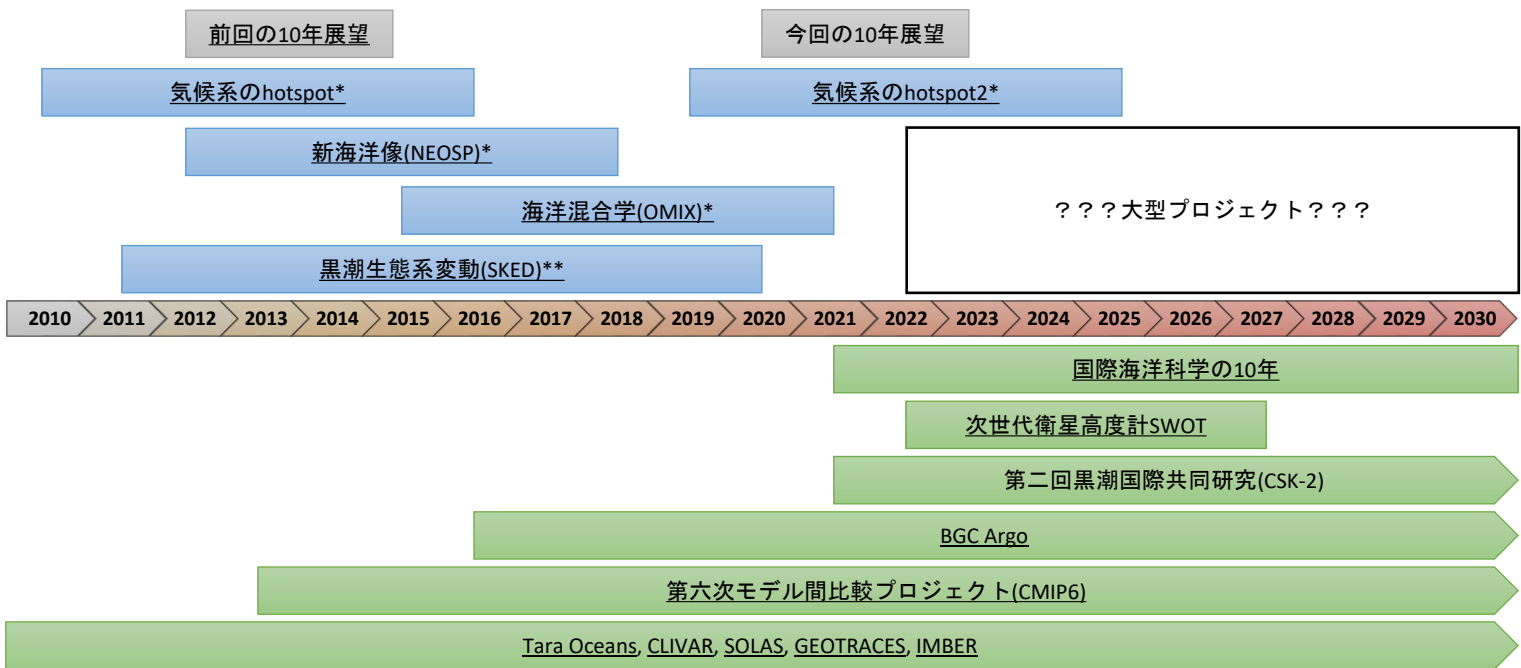 前回の10年展望
今回の10年展望
気候系のhotspot*
気候系のhotspot2*
新海洋像(NEOSP)*
海洋混合学(OMIX)*
？？？大型プロジェクト？？？
黒潮生態系変動(SKED)**
2010 2011 2012 2013 2014 2015 2016 2017 2018 2019 2020 2021 2022 2023 2024 2025 2026 2027 2028 2029 2030
国際海洋科学の10年
次世代衛星高度計SWOT
第二回黒潮国際共同研究(CSK-2)
BGC Argo
第六次モデル間比較プロジェクト(CMIP6)
Tara Oceans, CLIVAR, SOLAS, GEOTRACES, IMBER